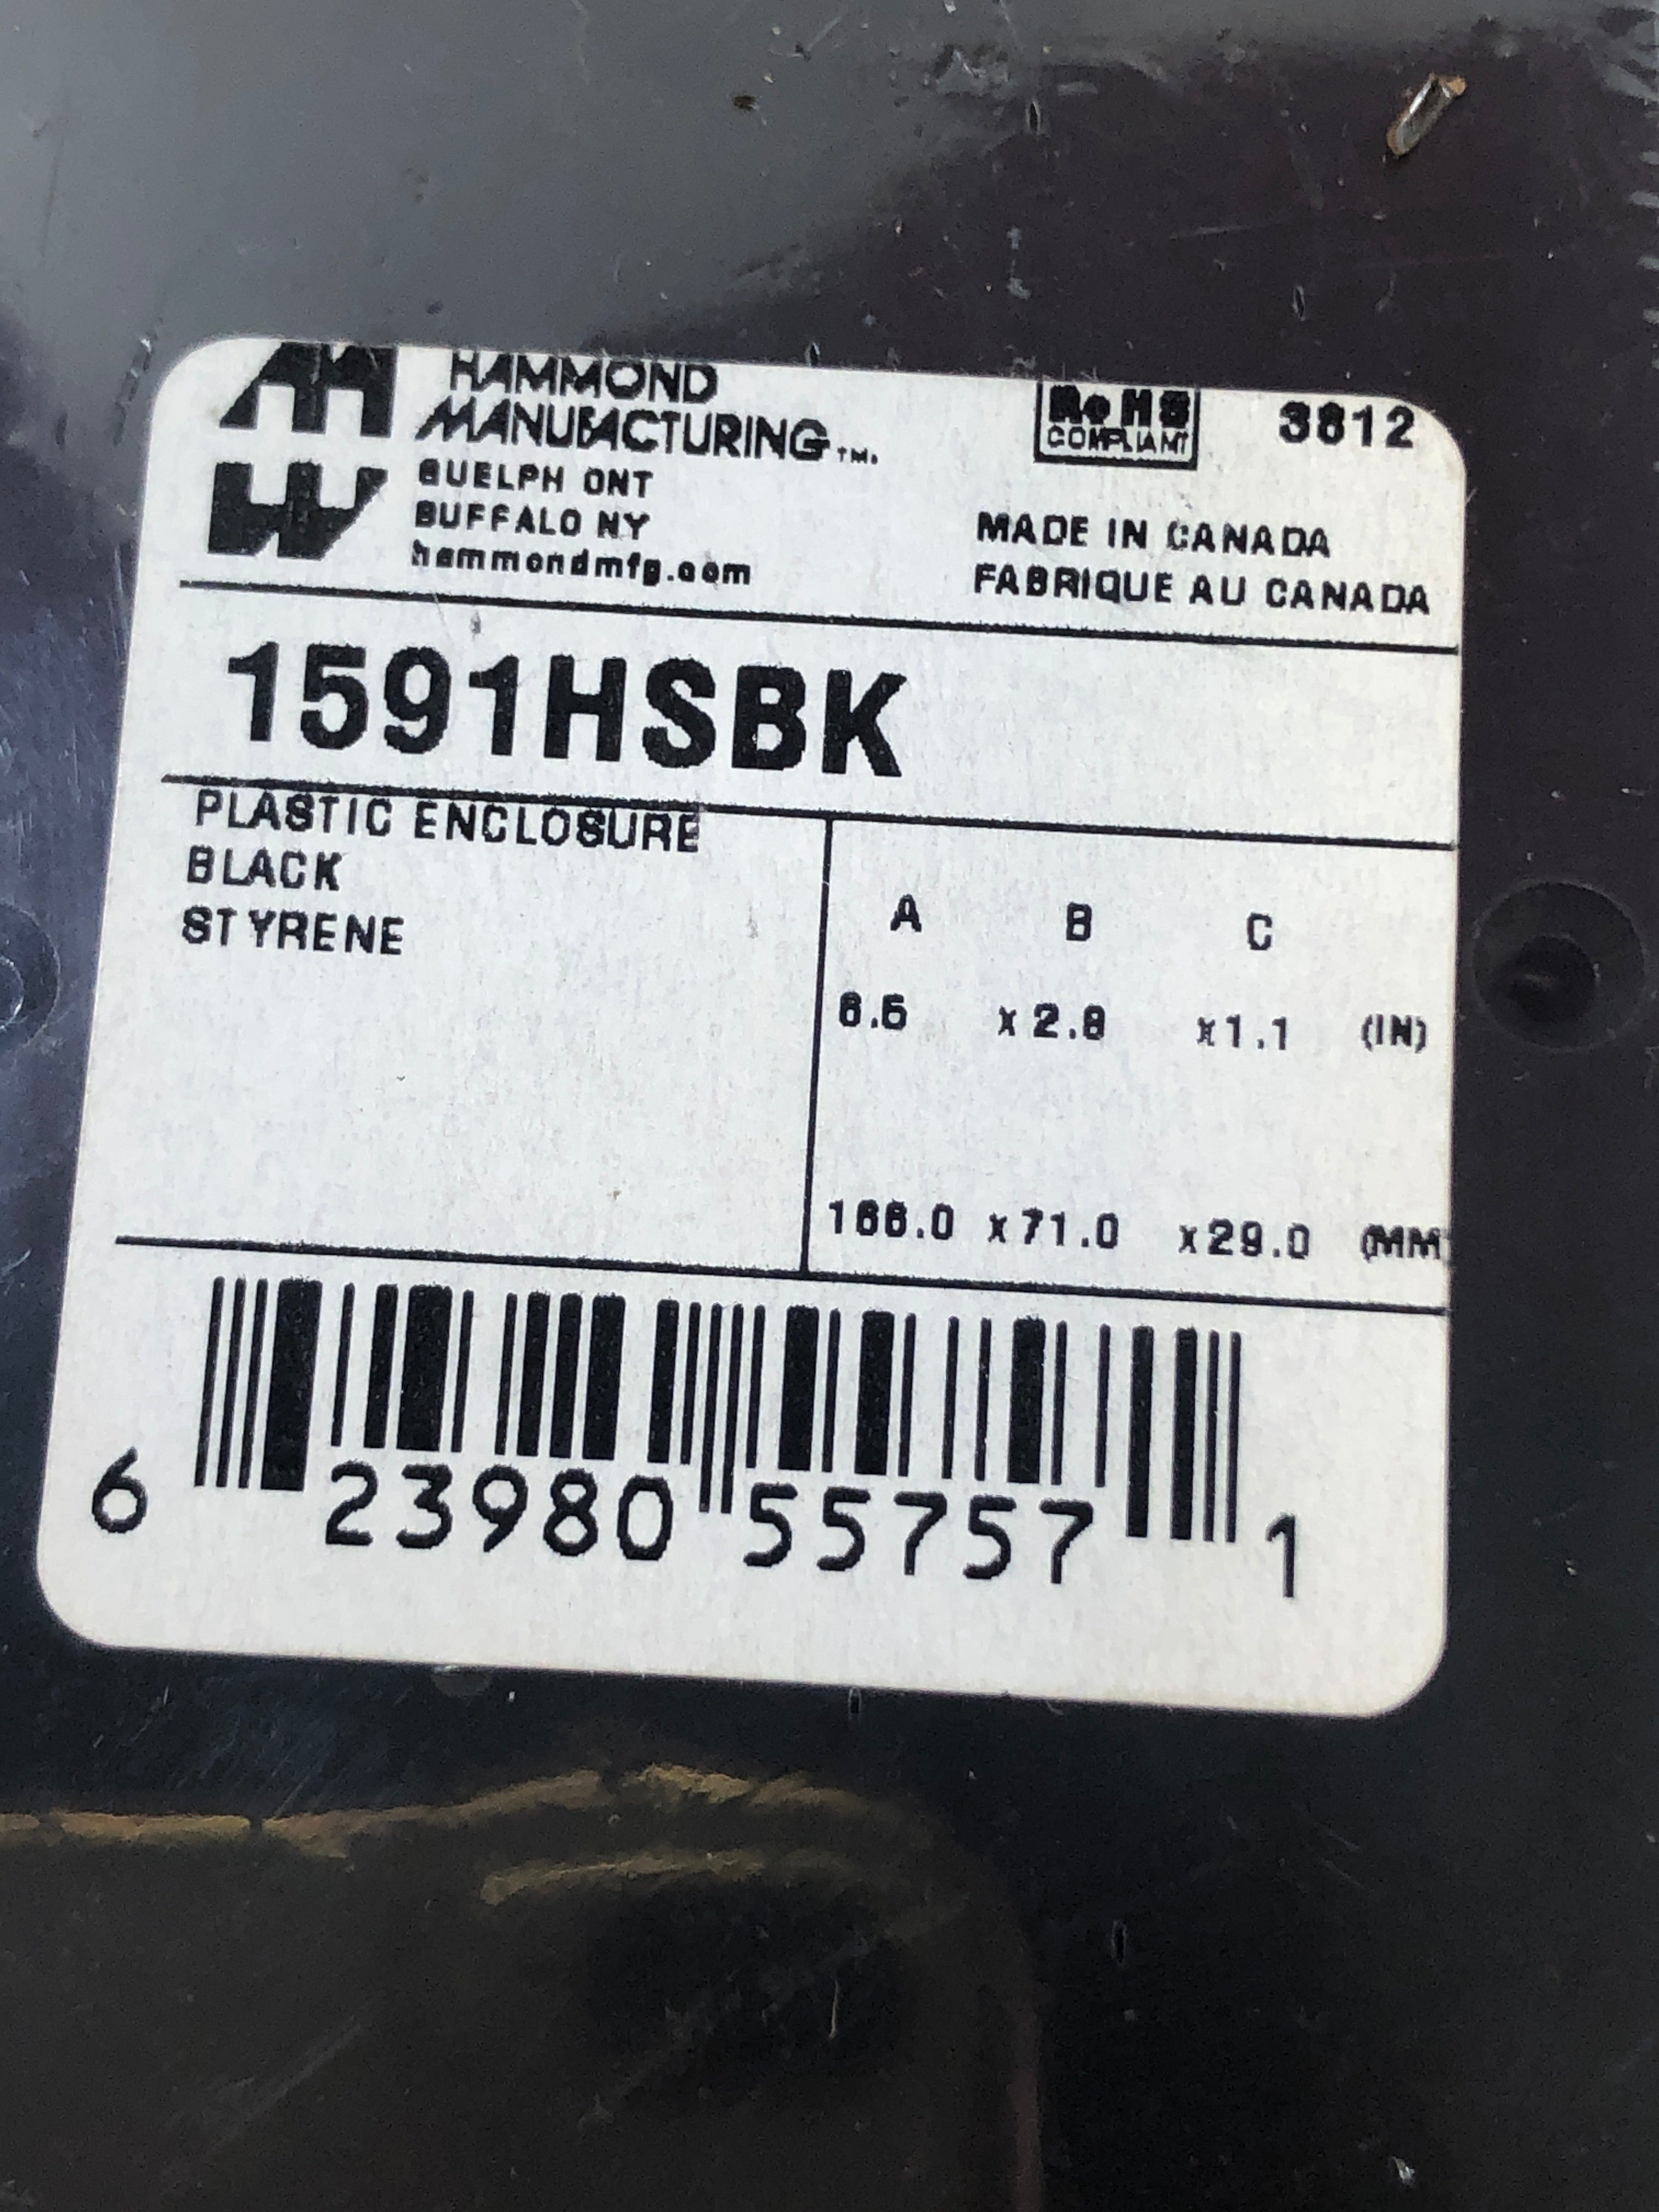 HAMMOND
MANUFACTURING TM.
GUELPH ONT
BUFFALO NY
hammondmfg.com
RoHS
COMPLIANT
3812
MADE IN CANADA
FABRIQUE AU CANADA
1591HSBK
PLASTIC ENCLOSURE
BLACK
STYRENE
A B C
6.5 x 2.8 x 1.1 (IN)
166.0 x 71.0 x 29.0 (MM
6 23980 55757 1